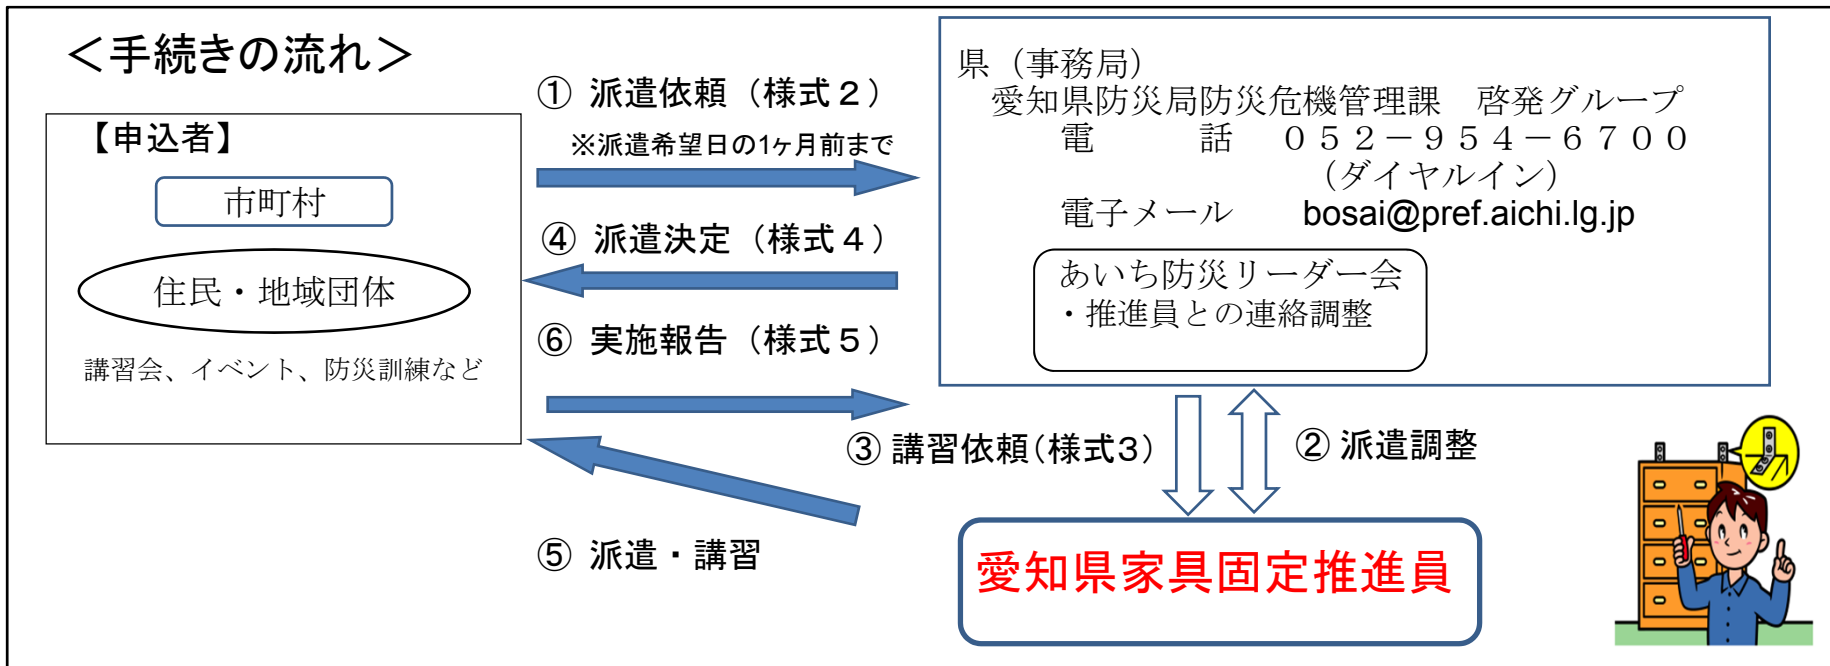 ＜手続きの流れ＞
【申込者】
市町村
住民・地域団体
講習会、イベント、防災訓練など
① 派遣依頼（様式２）
※派遣希望日の1ヶ月前まで
④ 派遣決定（様式４）
⑥ 実施報告（様式５）
県（事務局）
愛知県防災局防災危機管理課　啓発グループ
電　　話　０５２－９５４－６７００
（ダイヤルイン）
電子メール　bosai@pref.aichi.lg.jp
あいち防災リーダー会
・推進員との連絡調整
③ 講習依頼（様式3）
② 派遣調整
⑤ 派遣・講習
愛知県家具固定推進員